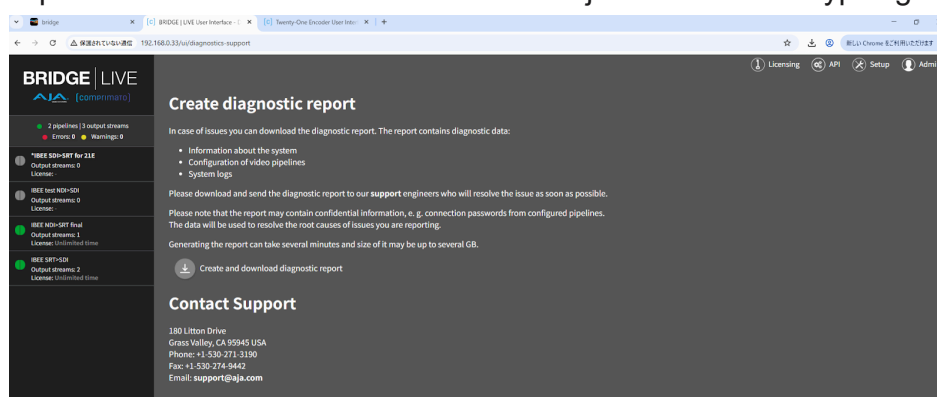 bridge
[c] BRIDGE | LIVE User Interface - C
[c] Twenty-One Encoder User Inter
保護されていない通信 192.168.0.33/ui/diagnostics-support
新しい Chrome をご利用いただけます
Licensing
API
Setup
Admi
BRIDGE LIVE
AJA [comprimato]
2 pipelines | 3 output streams
Errors: 0 Warnings: 0
*IBEE SDI>SRT for 21E
Output streams: 0
License: -
IBEE test NDI>SDI
Output streams: 0
License: -
IBEE NDI>SRT final
Output streams: 1
License: Unlimited time
IBEE SRT>SDI
Output streams: 2
License: Unlimited time
Create diagnostic report
In case of issues you can download the diagnostic report. The report contains diagnostic data:
• Information about the system
• Configuration of video pipelines
• System logs
Please download and send the diagnostic report to our support engineers who will resolve the issue as soon as possible.
Please note that the report may contain confidential information, e. g. connection passwords from configured pipelines.
The data will be used to resolve the root causes of issues you are reporting.
Generating the report can take several minutes and size of it may be up to several GB.
Create and download diagnostic report
Contact Support
180 Litton Drive
Grass Valley, CA 95945 USA
Phone: +1-530-271-3190
Fax: +1-530-274-9442
Email: support@aja.com